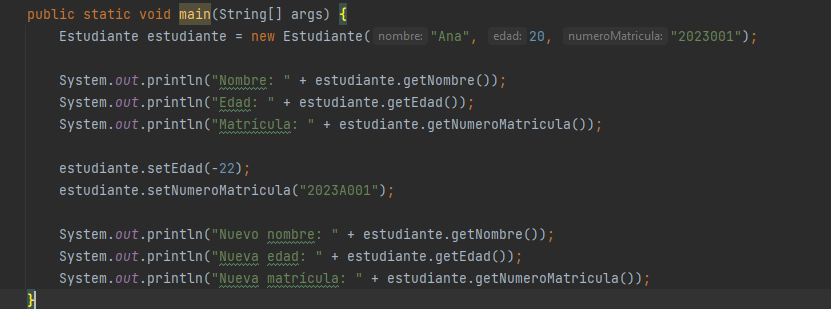 public static void main(String[] args) {
Estudiante estudiante = new Estudiante( nombre: "Ana", edad: 20, numeroMatricula: "2023001");
System.out.println("Nombre: " + estudiante.getNombre());
System.out.println("Edad: " + estudiante.getEdad());
System.out.println("Matrícula: " + estudiante.getNumeroMatricula());
estudiante.setEdad(-22);
estudiante.setNumeroMatricula("2023A001");
System.out.println("Nuevo nombre: " + estudiante.getNombre());
System.out.println("Nueva edad: " + estudiante.getEdad());
System.out.println("Nueva matrícula: " + estudiante.getNumeroMatricula());
}